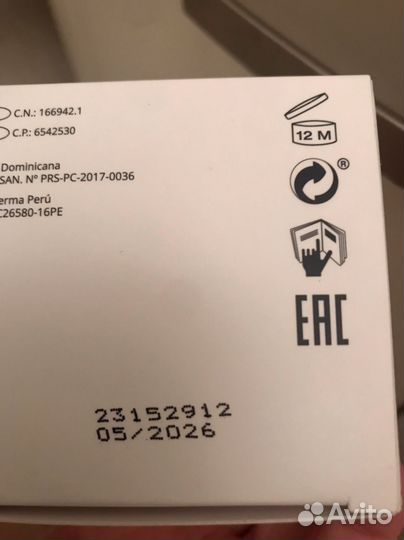 C.N.: 166942.1
C.P.: 6542530
Dominicana
SAN. Nº PRS-PC-2017-0036
erma Perú
C26580-16PE
12 M
®
EAC
23152912
05/2026
Avito